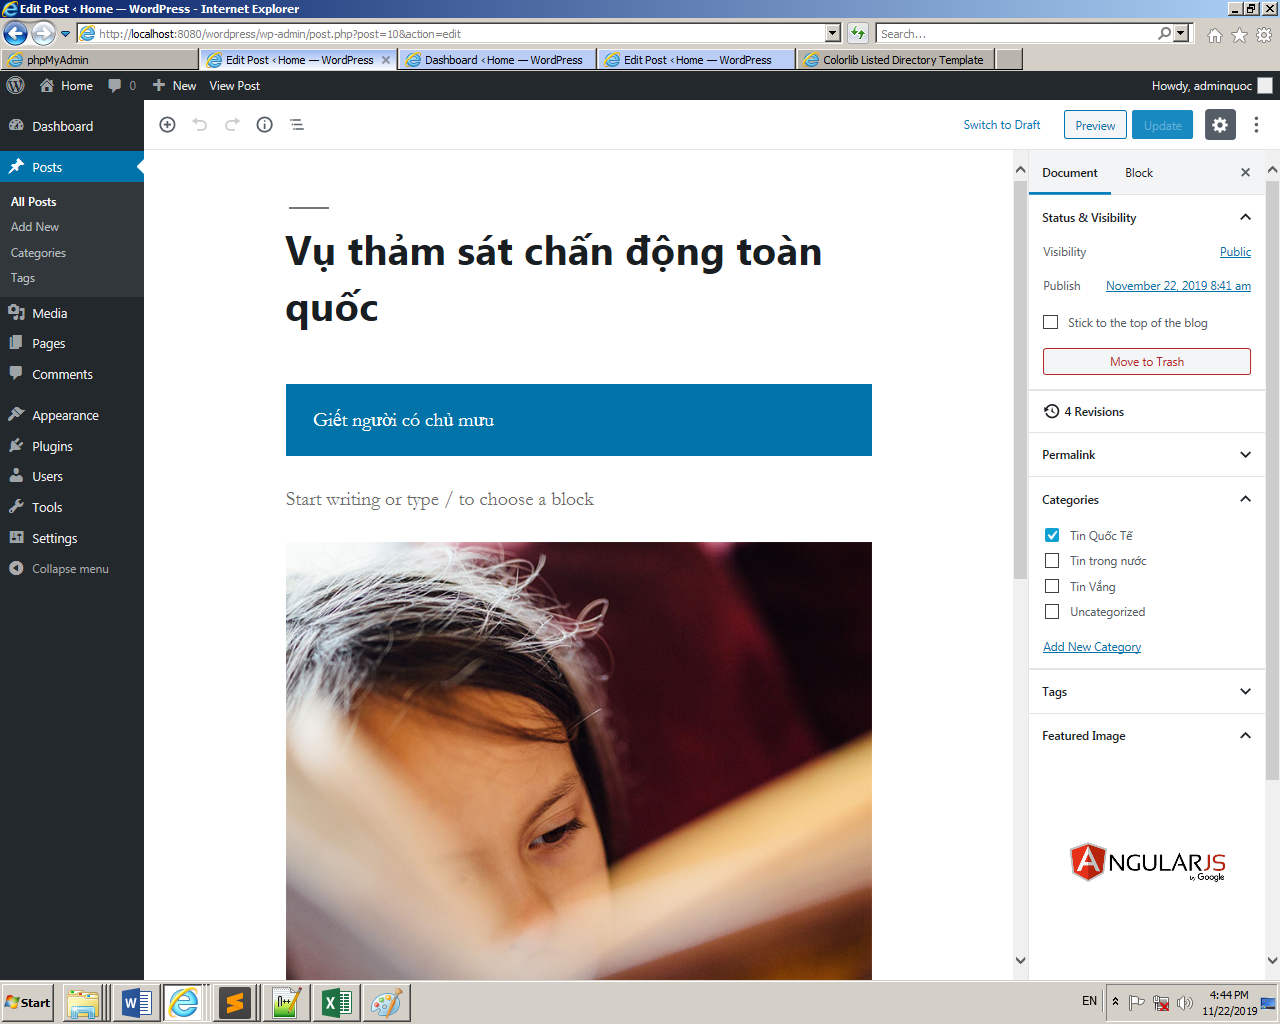 Edit Post ‹ Home — WordPress - Internet Explorer
http://localhost:8080/wordpress/wp-admin/post.php?post=10&action=edit
Search...
phpMyAdmin
Edit Post ‹ Home — WordPress
Dashboard ‹ Home — WordPress
Edit Post ‹ Home — WordPress
Colorlib Listed Directory Template
Home
0
New
View Post
Howdy, adminquoc
Dashboard
Posts
All Posts
Add New
Categories
Tags
Media
Pages
Comments
Appearance
Plugins
Users
Tools
Settings
Collapse menu
Switch to Draft
Preview
Update
Vụ thảm sát chấn động toàn
quốc
Giết người có chủ mưu
Start writing or type / to choose a block
Document
Block
Status & Visibility
Visibility
Public
Publish
November 22, 2019 8:41 am
Stick to the top of the blog
Move to Trash
4 Revisions
Permalink
Categories
Tin Quốc Tế
Tin trong nước
Tin Vắng
Uncategorized
Add New Category
Tags
Featured Image
ANGULARJS
by Google
Start
EN
4:44 PM
11/22/2019